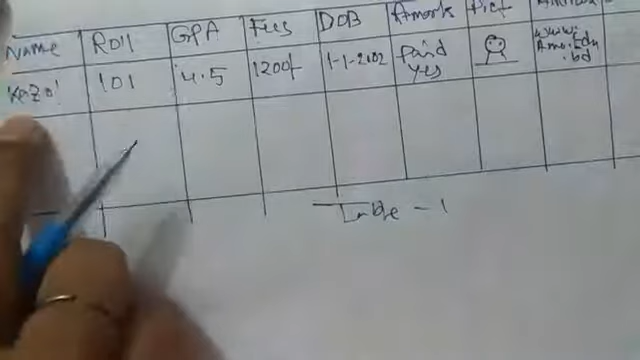 Name Roll GPA Fees DOB Pict
Kazol 101 4.5 1200/- 1-1-2002 Paid yes www. Amo.Edu .bd
Table - 1